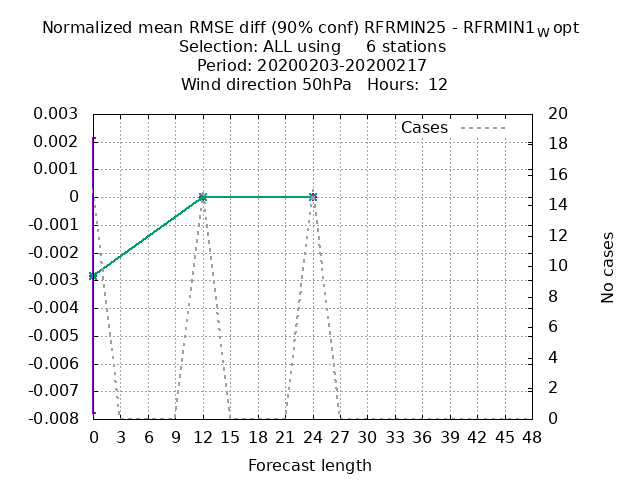 Normalized mean RMSE diff (90% conf) RFRMIN25 - RFRMIN1W opt
Selection: ALL using 6 stations
Period: 20200203-20200217
Wind direction 50hPa Hours: 12
Cases
0.003
0.002
0.001
0
-0.001
-0.002
-0.003
-0.004
-0.005
-0.006
-0.007
-0.008
20
18
16
14
12
10
8
6
4
2
0
No cases
0 3 6 9 12 15 18 21 24 27 30 33 36 39 42 45 48
Forecast length